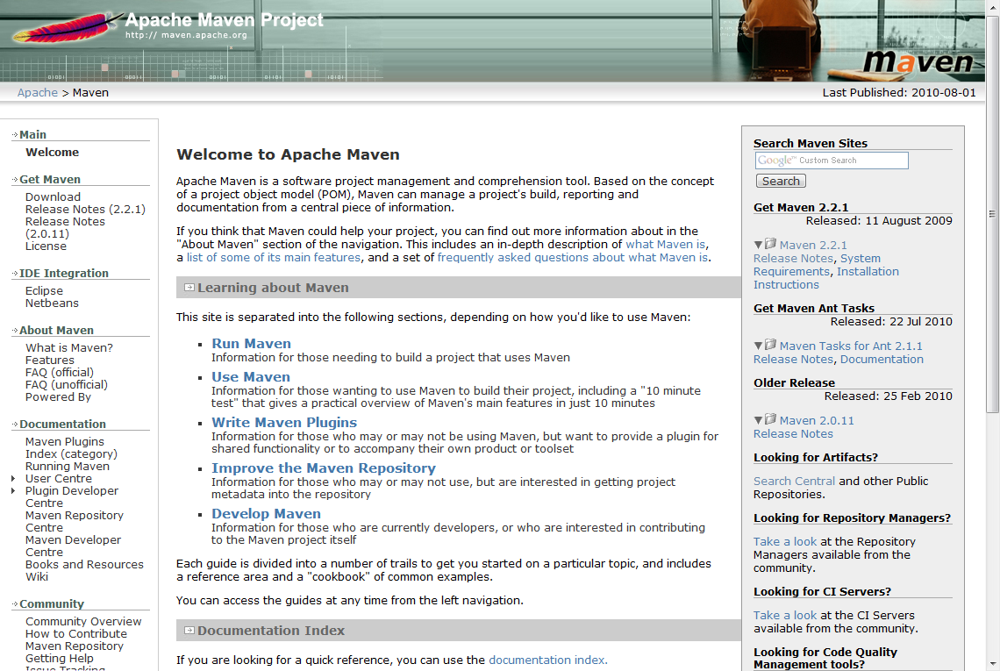 Apache Maven Project
http:// maven.apache.org
01001
00011
01001
10101
maven
Apache > Maven
Last Published: 2010-08-01
Main
Welcome
Get Maven
Download
Release Notes (2.2.1)
Release Notes
(2.0.11)
License
IDE Integration
Eclipse
Netbeans
About Maven
What is Maven?
Features
FAQ (official)
FAQ (unofficial)
Powered By
Documentation
Maven Plugins
Index (category)
Running Maven
User Centre
Plugin Developer
Centre
Maven Repository
Centre
Maven Developer
Centre
Books and Resources
Wiki
Community
Community Overview
How to Contribute
Maven Repository
Getting Help
Issue Tracking
Welcome to Apache Maven
Apache Maven is a software project management and comprehension tool. Based on the concept
of a project object model (POM), Maven can manage a project's build, reporting and
documentation from a central piece of information.
If you think that Maven could help your project, you can find out more information about in the
"About Maven" section of the navigation. This includes an in-depth description of what Maven is,
a list of some of its main features, and a set of frequently asked questions about what Maven is.
Learning about Maven
This site is separated into the following sections, depending on how you'd like to use Maven:
Run Maven
Information for those needing to build a project that uses Maven
Use Maven
Information for those wanting to use Maven to build their project, including a "10 minute
test" that gives a practical overview of Maven's main features in just 10 minutes
Write Maven Plugins
Information for those who may or may not be using Maven, but want to provide a plugin for
shared functionality or to accompany their own product or toolset
Improve the Maven Repository
Information for those who may or may not use, but are interested in getting project
metadata into the repository
Develop Maven
Information for those who are currently developers, or who are interested in contributing
to the Maven project itself
Each guide is divided into a number of trails to get you started on a particular topic, and includes
a reference area and a "cookbook" of common examples.
You can access the guides at any time from the left navigation.
Documentation Index
If you are looking for a quick reference, you can use the documentation index.
Search Maven Sites
Google™ Custom Search
Search
Get Maven 2.2.1
Released: 11 August 2009
Maven 2.2.1
Release Notes, System
Requirements, Installation
Instructions
Get Maven Ant Tasks
Released: 22 Jul 2010
Maven Tasks for Ant 2.1.1
Release Notes, Documentation
Older Release
Released: 25 Feb 2010
Maven 2.0.11
Release Notes
Looking for Artifacts?
Search Central and other Public
Repositories.
Looking for Repository Managers?
Take a look at the Repository
Managers available from the
community.
Looking for CI Servers?
Take a look at the CI Servers
available from the community.
Looking for Code Quality
Management tools?